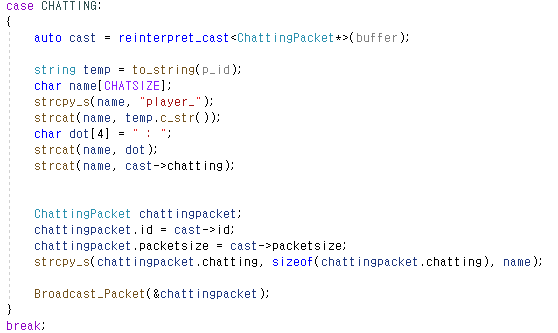 case CHATTING:
{
auto cast = reinterpret_cast<ChattingPacket*>(buffer);
string temp = to_string(p_id);
char name[CHATSIZE];
strcpy_s(name, "player_");
strcat(name, temp.c_str());
char dot[4] = " : ";
strcat(name, dot);
strcat(name, cast->chatting);
ChattingPacket chattingpacket;
chattingpacket.id = cast->id;
chattingpacket.packetsize = cast->packetsize;
strcpy_s(chattingpacket.chatting, sizeof(chattingpacket.chatting), name);
Broadcast_Packet(&chattingpacket);
}
break;